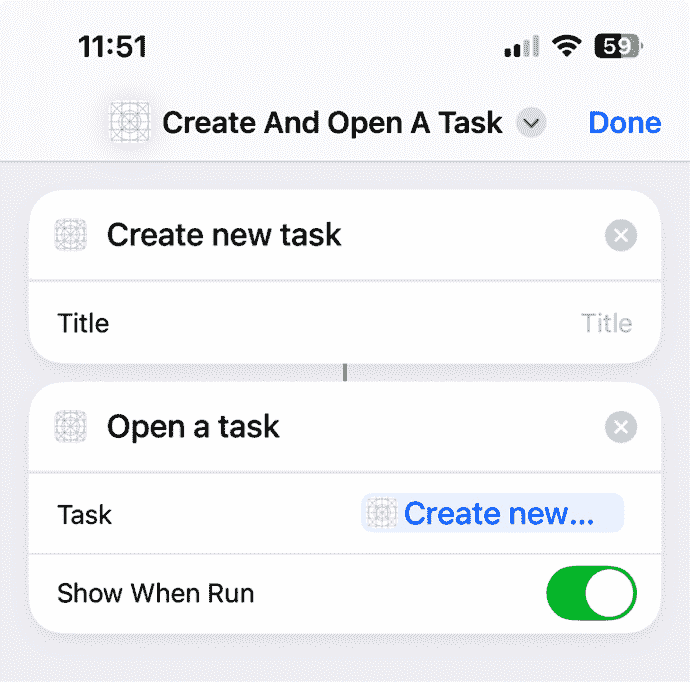 11:51
59
Create And Open A Task
Done
Create new task
Title
Title
Open a task
Task
Create new...
Show When Run